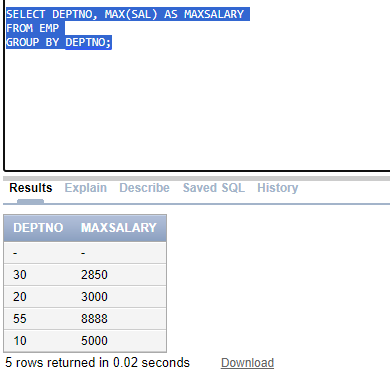 SELECT DEPTNO, MAX(SAL) AS MAXSALARY
FROM EMP
GROUP BY DEPTNO;
Results Explain Describe Saved SQL History
DEPTNO MAXSALARY
- -
30 2850
20 3000
55 8888
10 5000
5 rows returned in 0.02 seconds Download